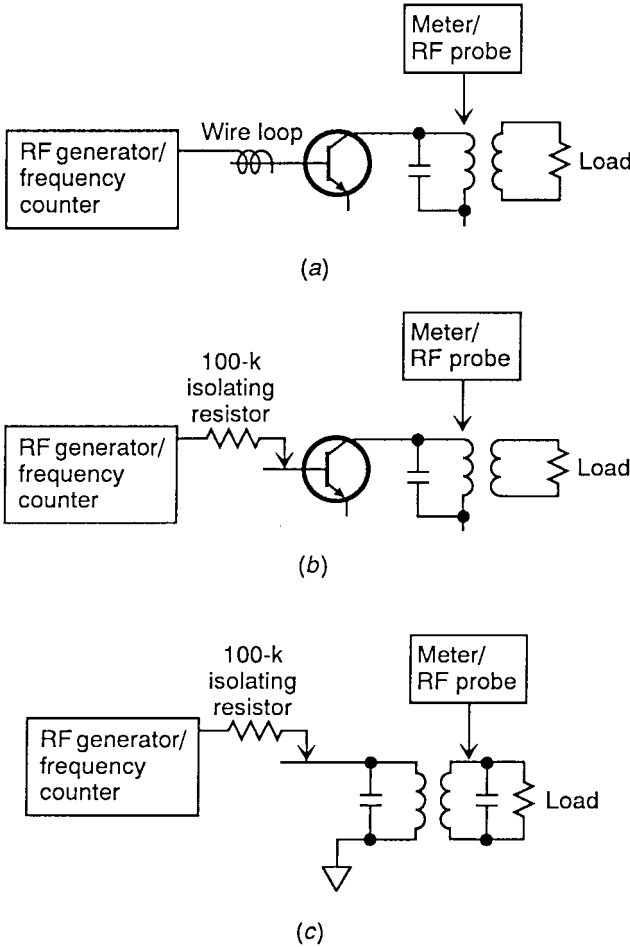 Meter/
RF probe
Wire loop
RF generator/
frequency
counter
Load
(a)
Meter/
RF probe
100-k
isolating
resistor
RF generator/
frequency
counter
Load
(b)
100-k
isolating
resistor
Meter/
RF probe
RF generator/
frequency
counter
Load
(c)